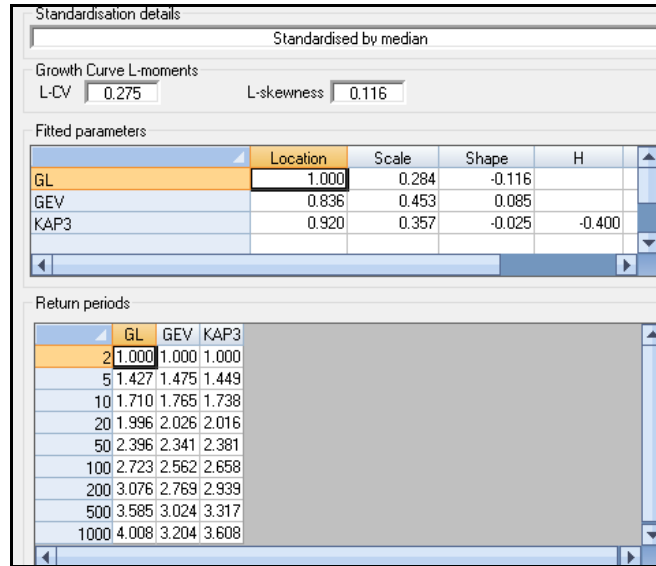 Standardisation details
Standardised by median
Growth Curve L-moments
L-CV 0.275 L-skewness 0.116
Fitted parameters
Location Scale Shape H
GL 1.000 0.284 -0.116
GEV 0.836 0.453 0.085
KAP3 0.920 0.357 -0.025 -0.400
Return periods
GL GEV KAP3
2 1.000 1.000 1.000
5 1.427 1.475 1.449
10 1.710 1.765 1.738
20 1.996 2.026 2.016
50 2.396 2.341 2.381
100 2.723 2.562 2.658
200 3.076 2.769 2.939
500 3.585 3.024 3.317
1000 4.008 3.204 3.608